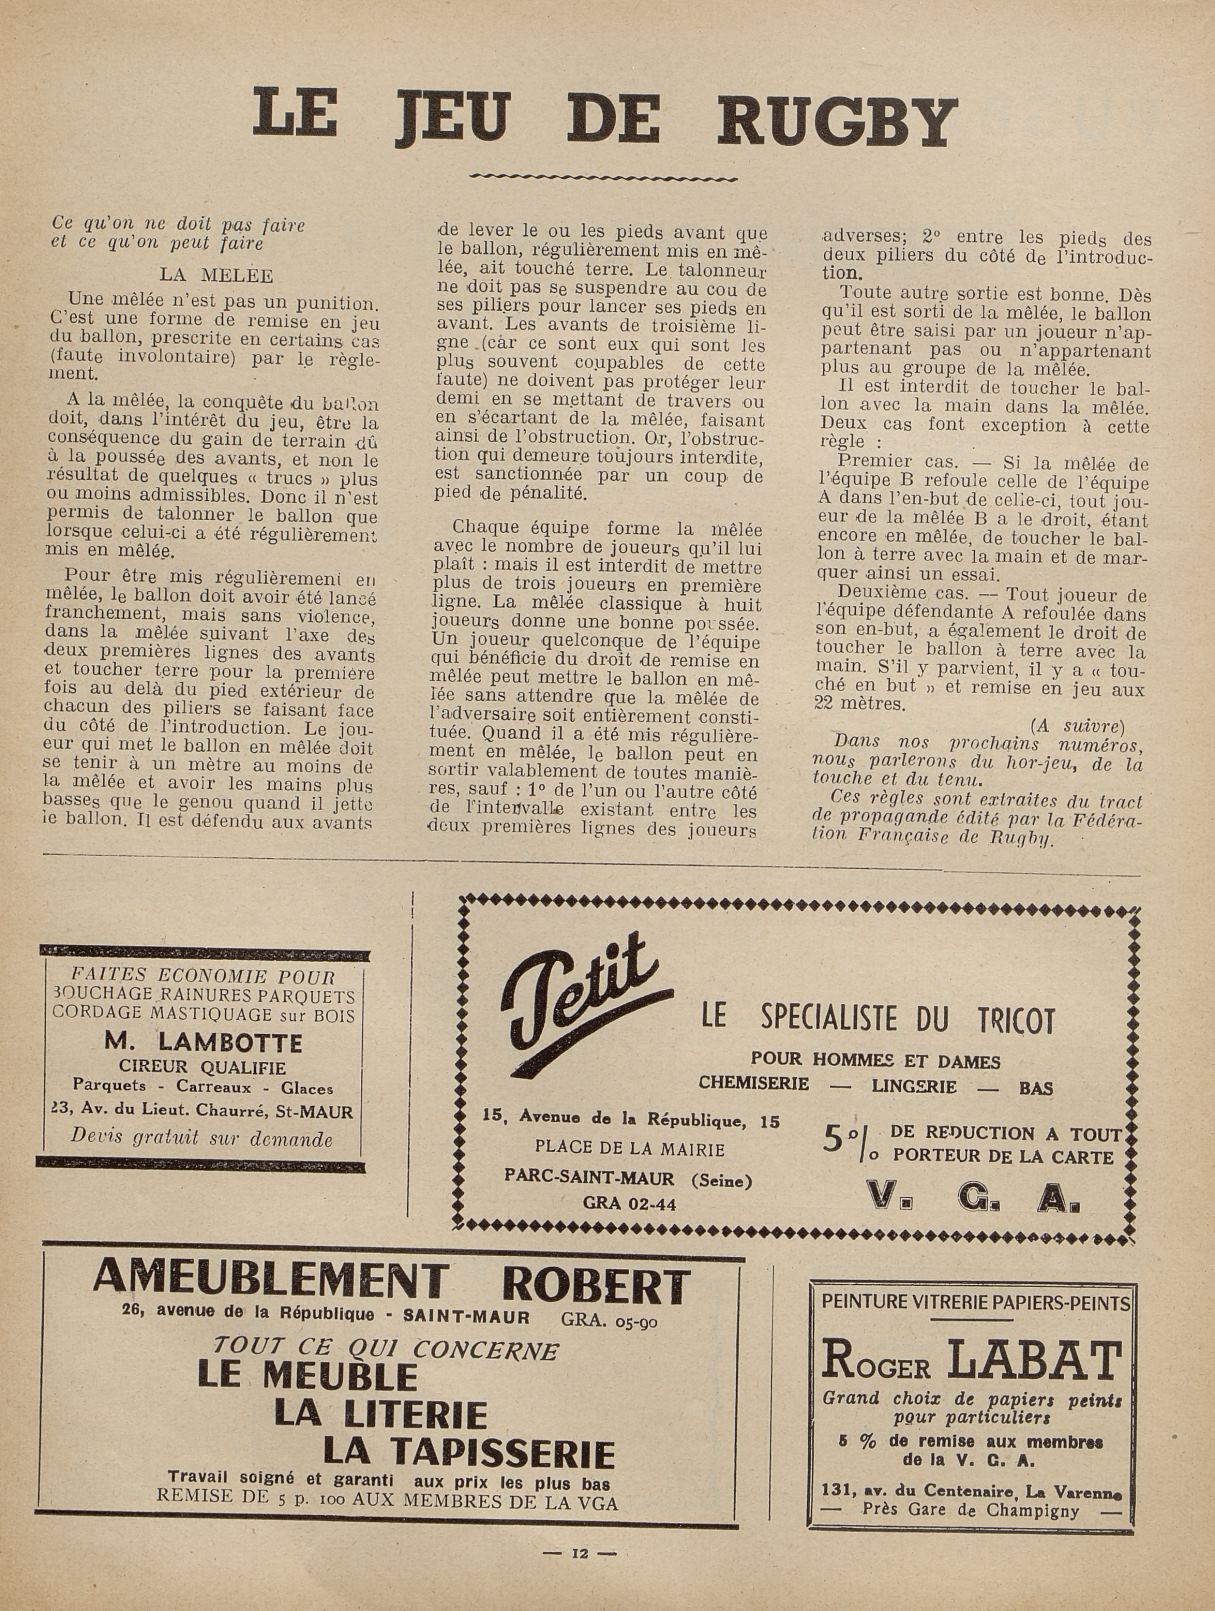 LE JEU DE RUGBY
Ce qu'on ne doit pas faire
et ce qu'on peut faire
LA MELÉE
Une mêlée n'est pas un punition.
C'est une forme de remise en jeu
du ballon, prescrite en certains cas
(faute involontaire) par le règle-
ment.
A la mêlée, la conquête du ballon
doit, dans l'intérêt du jeu, être la
conséquence du gain de terrain dû
à la poussée des avants, et non le
résultat de quelques « trucs » plus
ou moins admissibles. Donc il n'est
permis de talonner le ballon que
lorsque celui-ci a été régulièrement
mis en mêlée.
Pour être mis régulièrement en
mêlée, le ballon doit avoir été lancé
franchement, mais sans violence,
dans la mêlée suivant l'axe des
deux premières lignes des avants
et toucher terre pour la première
fois au delà du pied extérieur de
chacun des piliers se faisant face
du côté de l'introduction. Le jou-
eur qui met le ballon en mêlée doit
se tenir à un mètre au moins de
la mêlée et avoir les mains plus
basses que le genou quand il jette
le ballon. Il est défendu aux avants
de lever le ou les pieds avant que
le ballon, régulièrement mis en mê-
lée, ait touché terre. Le talonneur
ne doit pas se suspendre au cou de
ses piliers pour lancer ses pieds en
avant. Les avants de troisième li-
gne (car ce sont eux qui sont les
plus souvent coupables de cette
faute) ne doivent pas protéger leur
demi en se mettant de travers ou
en s'écartant de la mêlée, faisant
ainsi de l'obstruction. Or, l'obstruc-
tion qui demeure toujours interdite,
est sanctionnée par un coup de
pied de pénalité.
Chaque équipe forme la mêlée
avec le nombre de joueurs qu'il lui
plaît : mais il est interdit de mettre
plus de trois joueurs en première
ligne. La mêlée classique à huit
joueurs donne une bonne poussée.
Un joueur quelconque de l'équipe
qui bénéficie du droit de remise en
mêlée peut mettre le ballon en mê-
lée sans attendre que la mêlée de
l'adversaire soit entièrement consti-
tuée. Quand il a été mis régulière-
ment en mêlée, le ballon peut en
sortir valablement de toutes maniè-
res, sauf : 1° de l'un ou l'autre côté
de l'intervalle existant entre les
deux premières lignes des joueurs
adverses; 2° entre les pieds des
deux piliers du côté de l'introduc-
tion.
Toute autre sortie est bonne. Dès
qu'il est sorti de la mêlée, le ballon
peut être saisi par un joueur n'ap-
partenant pas ou n'appartenant
plus au groupe de la mêlée.
Il est interdit de toucher le bal-
lon avec la main dans la mêlée.
Deux cas font exception à cette
règle :
Premier cas. — Si la mêlée de
l'équipe B refoule celle de l'équipe
A dans l'en-but de celle-ci, tout jou-
eur de la mêlée B a le droit, étant
encore en mêlée, de toucher le bal-
lon à terre avec la main et de mar-
quer ainsi un essai.
Deuxième cas. — Tout joueur de
l'équipe défendante A refoulée dans
son en-but, a également le droit de
toucher le ballon à terre avec la
main. S'il y parvient, il y a « tou-
ché en but » et remise en jeu aux
22 mètres.
(A suivre)
Dans nos prochains numéros,
nous parlerons du hor-jeu, de la
touche et du tenu.
Ces règles sont extraites du tract
de propagande édité par la Fédéra-
tion Française de Rugby.
FAITES ECONOMIE POUR
BOUCHAGE RAINURES PARQUETS
CORDAGE MASTIQUAGE sur BOIS
M. LAMBOTTE
CIREUR QUALIFIE
Parquets - Carreaux - Glaces
23, Av. du Lieut. Chaurré, St-MAUR
Devis gratuit sur demande
Petit
LE SPECIALISTE DU TRICOT
POUR HOMMES ET DAMES
CHEMISERIE — LINGERIE — BAS
15, Avenue de la République, 15
PLACE DE LA MAIRIE
PARC-SAINT-MAUR (Seine)
GRA 02-44
5 % DE REDUCTION A TOUT
PORTEUR DE LA CARTE
V. G. A.
AMEUBLEMENT ROBERT
26, avenue de la République - SAINT-MAUR GRA. 05-90
TOUT CE QUI CONCERNE
LE MEUBLE
LA LITERIE
LA TAPISSERIE
Travail soigné et garanti aux prix les plus bas
REMISE DE 5 p. 100 AUX MEMBRES DE LA VGA
PEINTURE VITRERIE PAPIERS-PEINTS
ROGER LABAT
Grand choix de papiers peints
pour particuliers
5 % de remise aux membres
de la V. G. A.
131, av. du Centenaire, La Varenne
— Près Gare de Champigny —
— 12 —